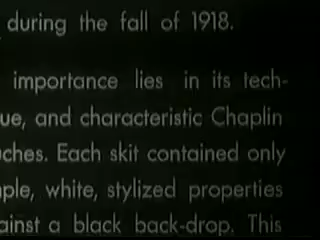 during the fall of 1918.
importance lies in its tech-
ue, and characteristic Chaplin
ches. Each skit contained only
ple, white, stylized properties
ainst a black back-drop. This